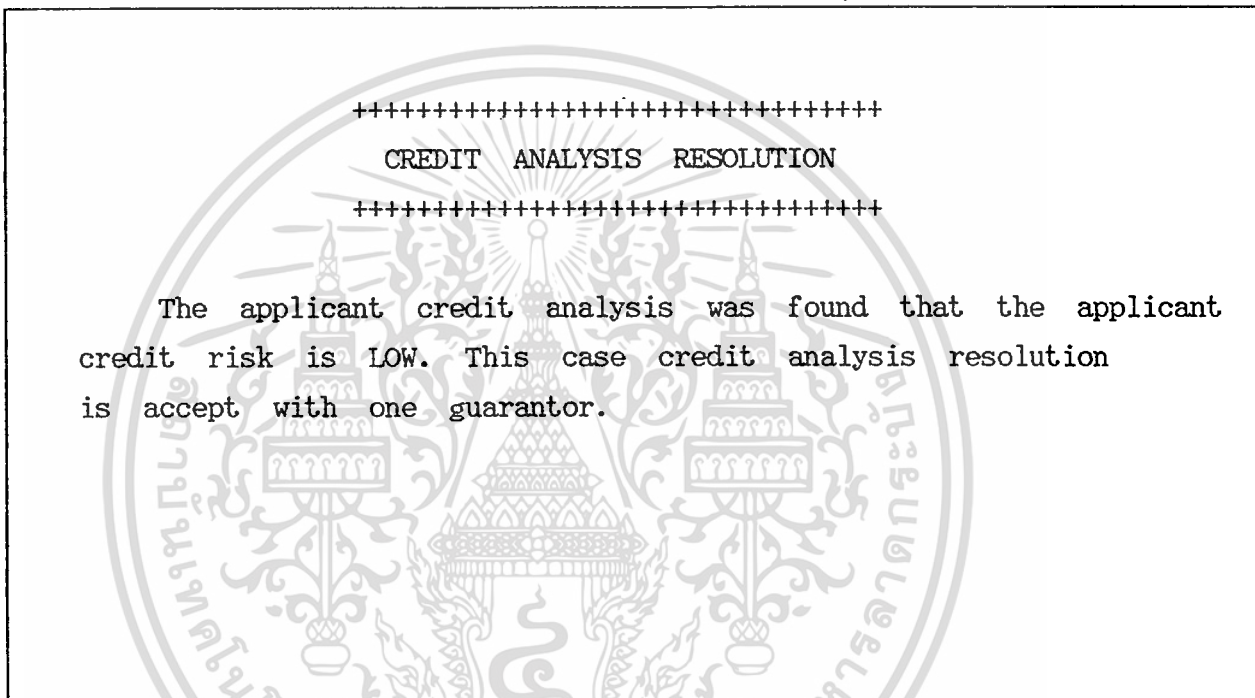 ++++++++++++++++++++++++++++++++
CREDIT ANALYSIS RESOLUTION
++++++++++++++++++++++++++++++++
The applicant credit analysis was found that the applicant
credit risk is LOW. This case credit analysis resolution
is accept with one guarantor.